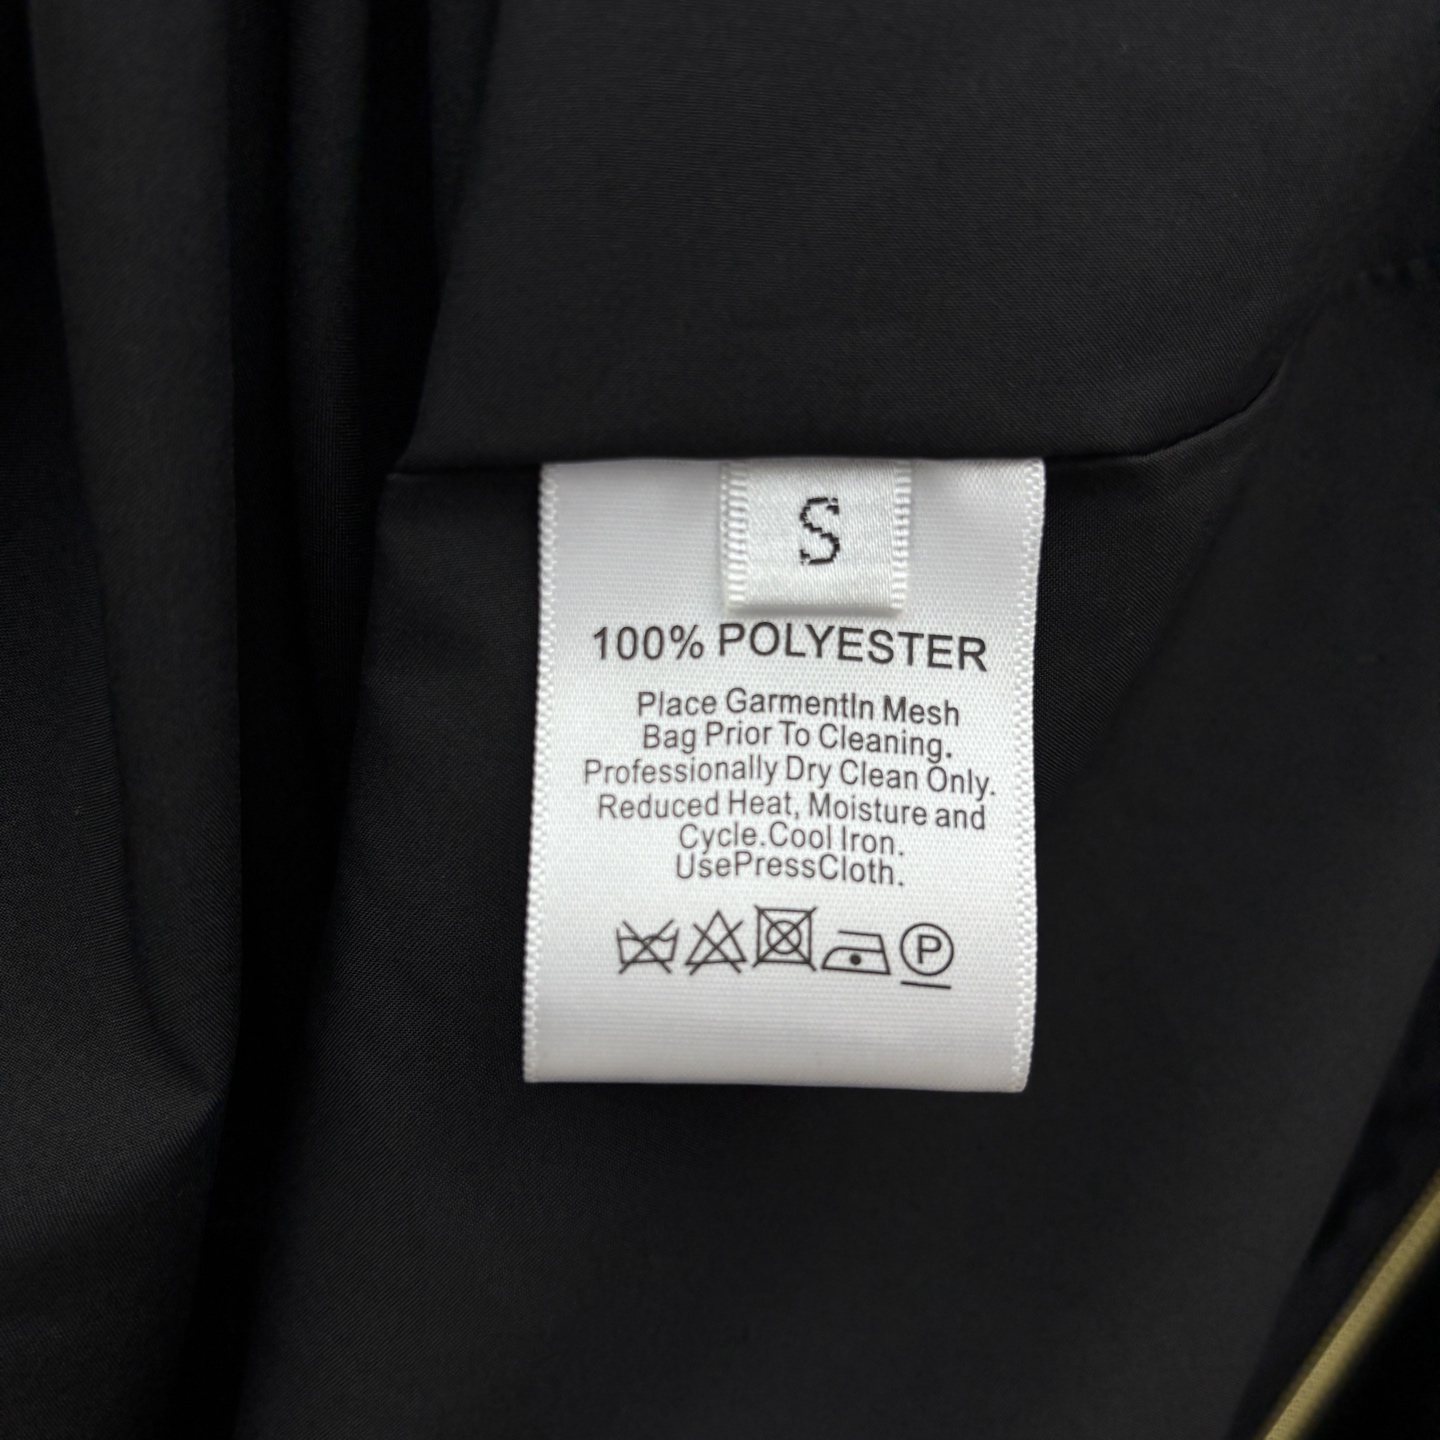 S
100% POLYESTER
Place GarmentIn Mesh
Bag Prior To Cleaning.
Professionally Dry Clean Only.
Reduced Heat, Moisture and
Cycle.Cool Iron.
UsePressCloth.
P